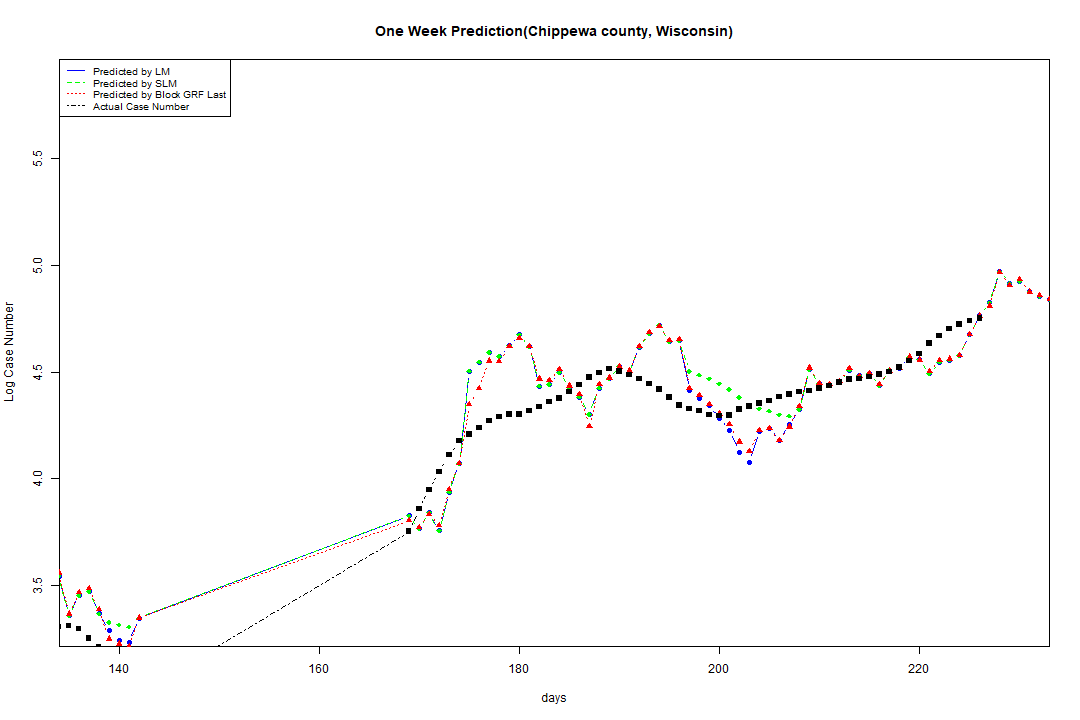 One Week Prediction(Chippewa county, Wisconsin)
Predicted by LM
Predicted by SLM
Predicted by Block GRF Last
Actual Case Number
5.5
5.0
4.5
4.0
3.5
Log Case Number
140 160 180 200 220
days